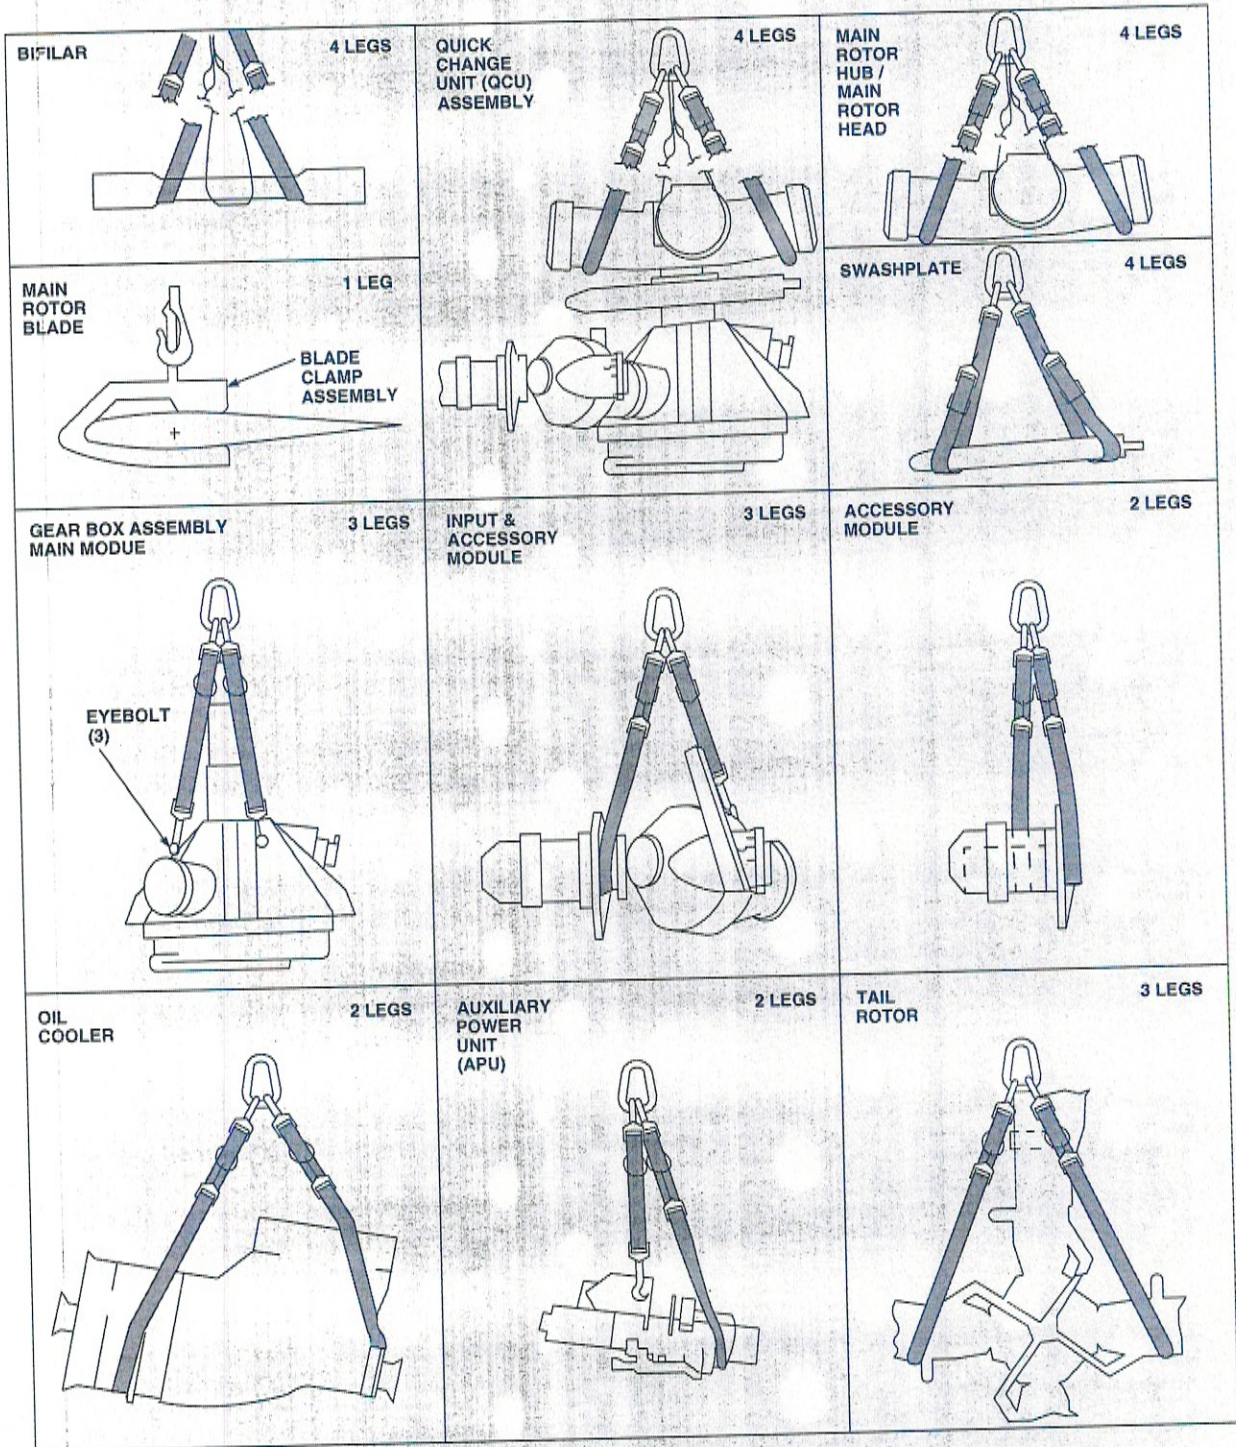 BIFILAR
4 LEGS
QUICK
CHANGE
UNIT (QCU)
ASSEMBLY
4 LEGS
MAIN
ROTOR
HUB /
MAIN
ROTOR
HEAD
4 LEGS
MAIN
ROTOR
BLADE
1 LEG
BLADE
CLAMP
ASSEMBLY
SWASHPLATE
4 LEGS
GEAR BOX ASSEMBLY
MAIN MODUE
3 LEGS
EYEBOLT
(3)
INPUT &
ACCESSORY
MODULE
3 LEGS
ACCESSORY
MODULE
2 LEGS
OIL
COOLER
2 LEGS
AUXILIARY
POWER
UNIT
(APU)
2 LEGS
TAIL
ROTOR
3 LEGS